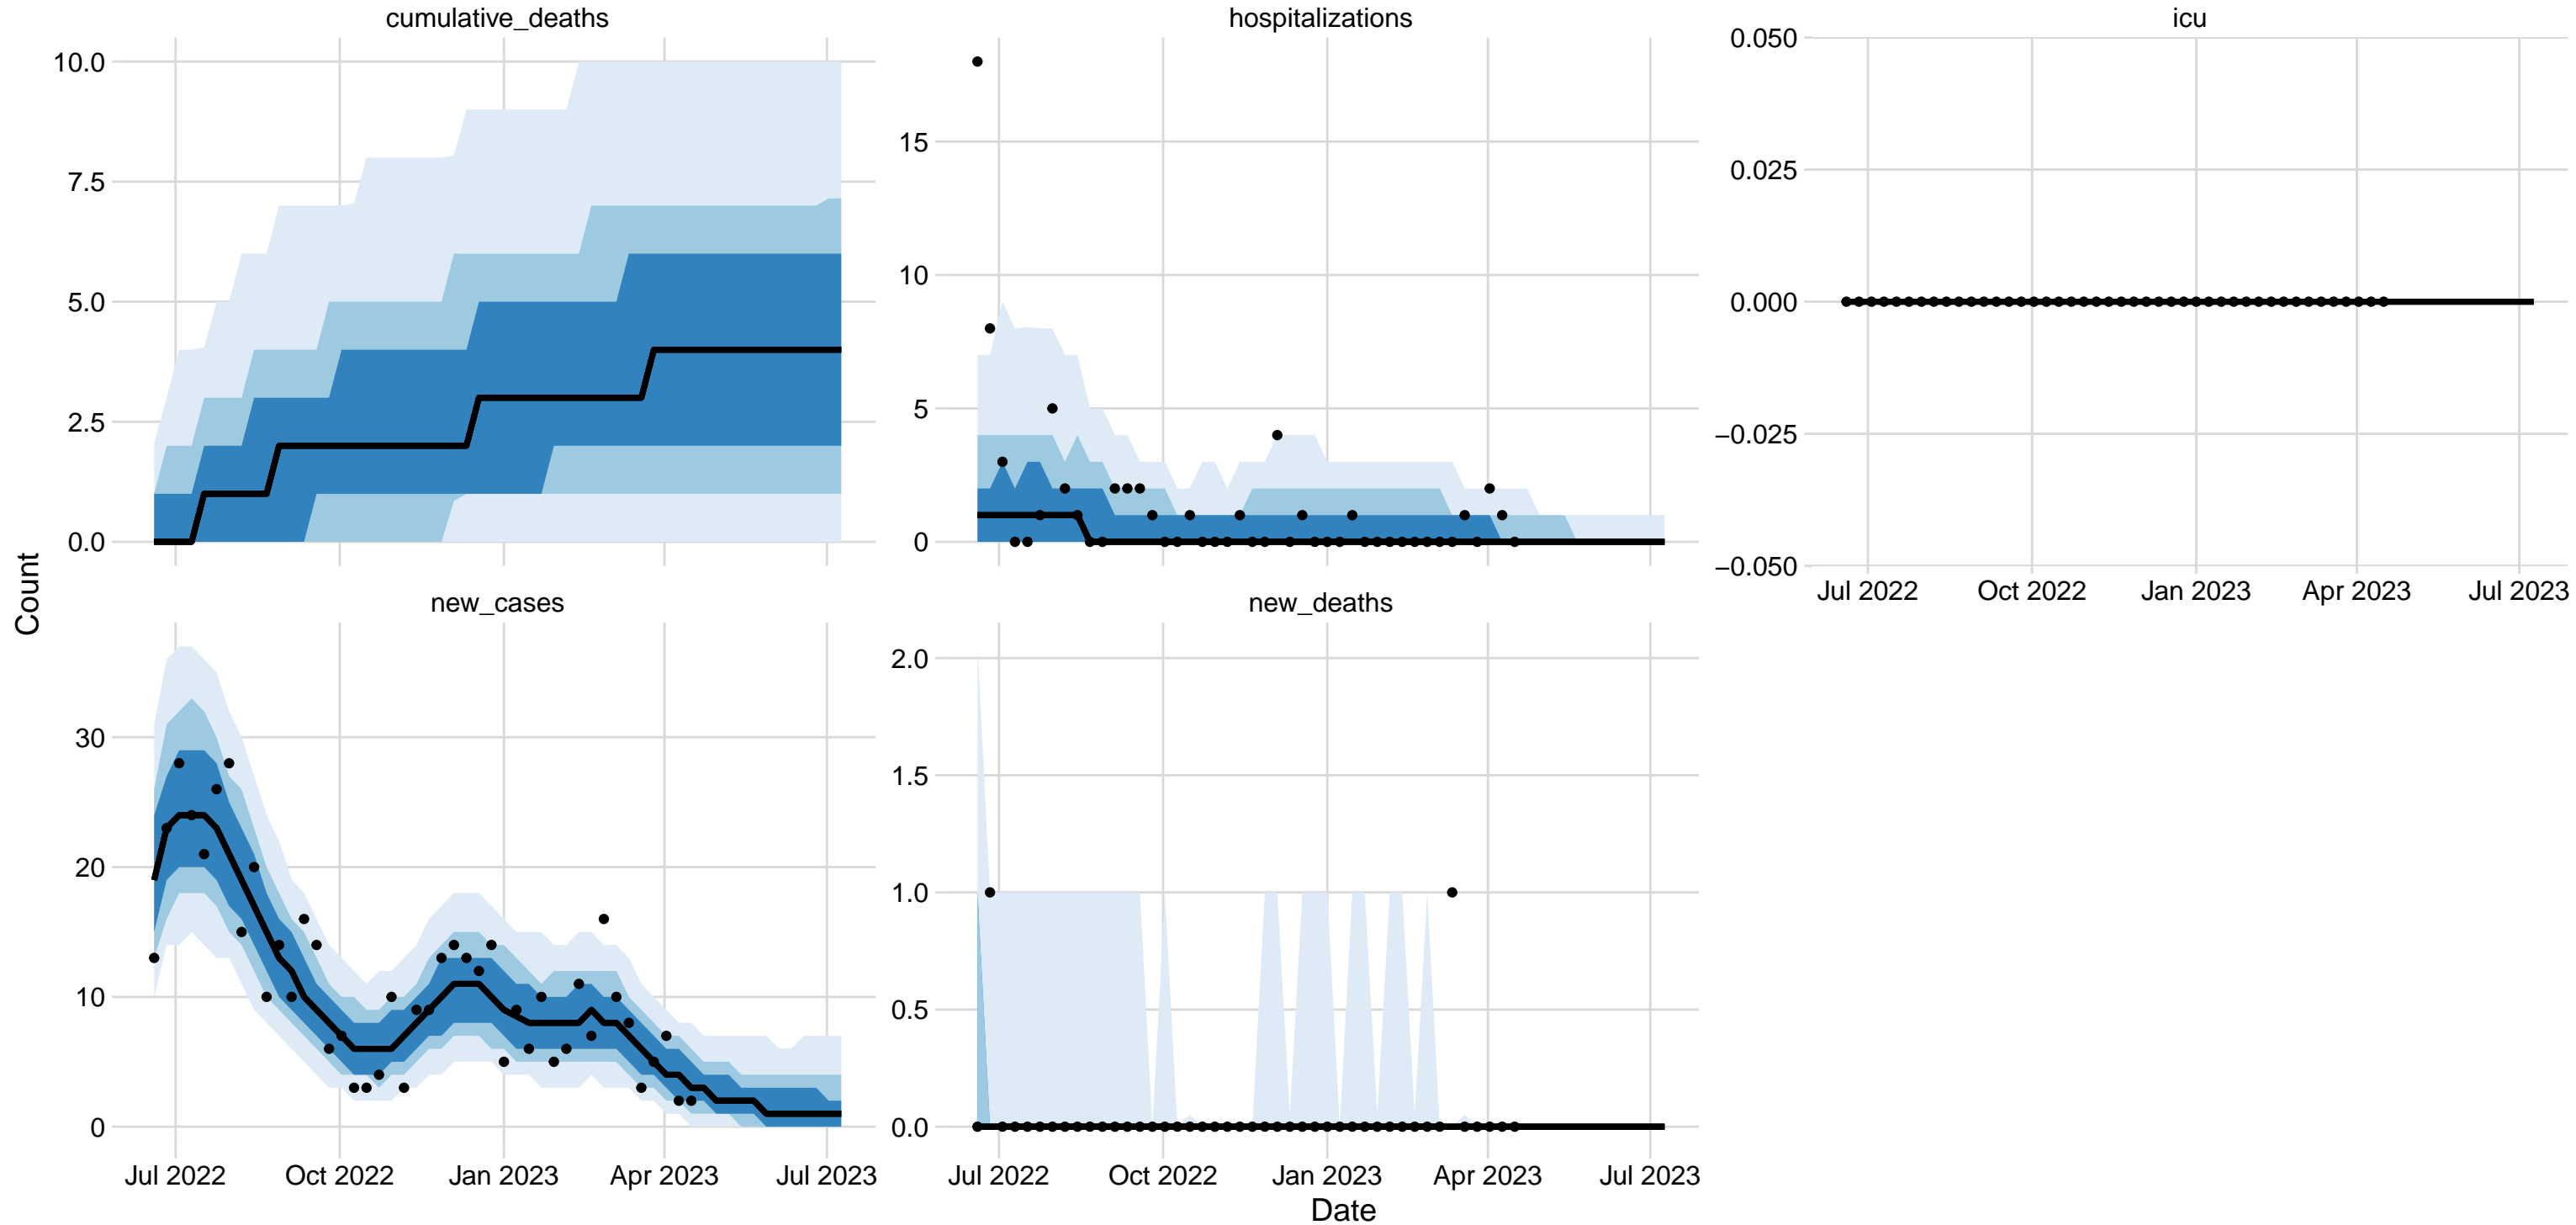 cumulative_deaths
10.0
7.5
5.0
2.5
0.0
hospitalizations
15
10
5
0
icu
0.050
0.025
0.000
−0.025
−0.050
Jul 2022 Oct 2022 Jan 2023 Apr 2023 Jul 2023
Count
new_cases
30
20
10
0
Jul 2022 Oct 2022 Jan 2023 Apr 2023 Jul 2023
new_deaths
2.0
1.5
1.0
0.5
0.0
Jul 2022 Oct 2022 Jan 2023 Apr 2023 Jul 2023
Date